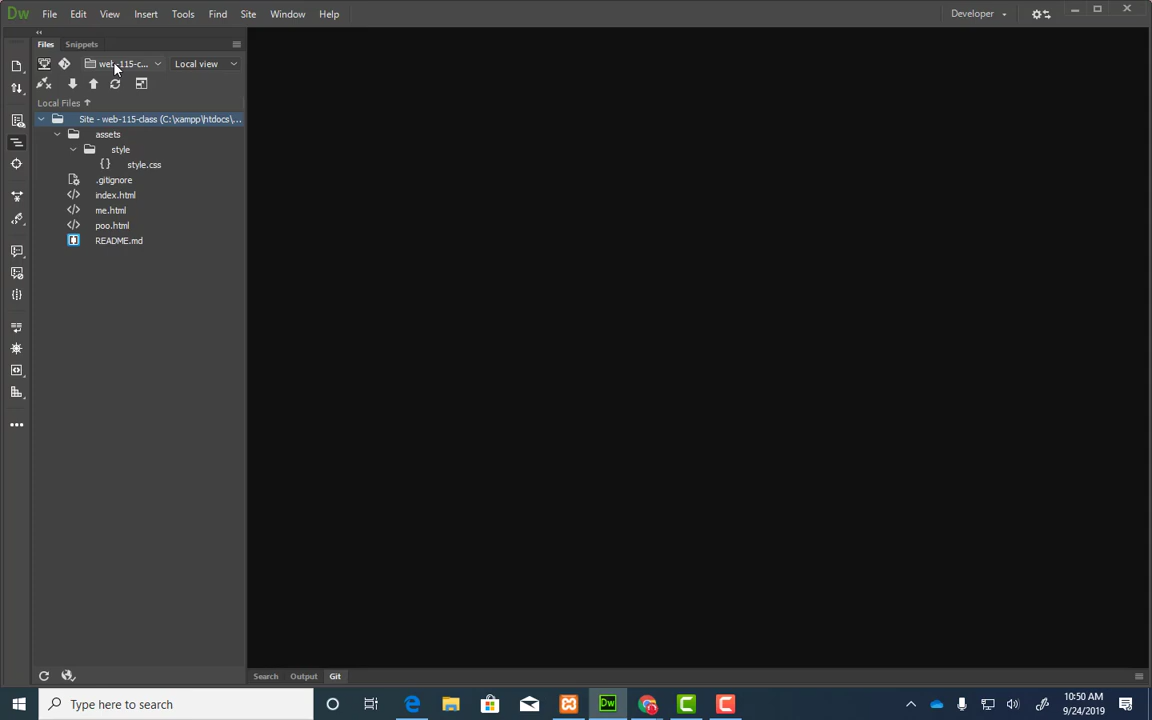 Dw File Edit View Insert Tools Find Site Window Help Developer
Files Snippets
web-115-c... Local view
Local Files
Site - web-115-class (C:\xampp\htdocs\...
assets
style
style.css
.gitignore
index.html
me.html
poo.html
README.md
Search Output Git
Type here to search
Dw
10:50 AM
9/24/2019